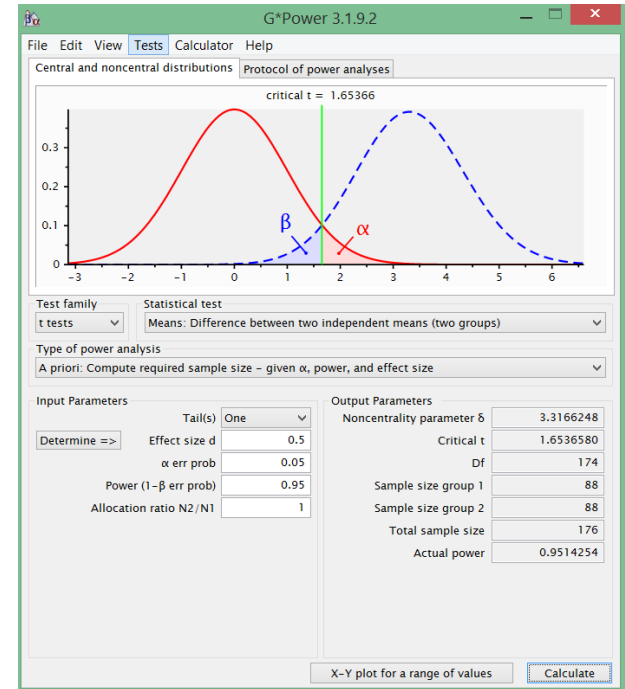 βα G*Power 3.1.9.2
File Edit View Tests Calculator Help
Central and noncentral distributions Protocol of power analyses
critical t = 1.65366
0.3
0.2
0.1
0
β
α
-3 -2 -1 0 1 2 3 4 5 6
Test family Statistical test
t tests Means: Difference between two independent means (two groups)
Type of power analysis
A priori: Compute required sample size – given α, power, and effect size
Input Parameters Output Parameters
Tail(s) One Noncentrality parameter δ 3.3166248
Determine => Effect size d 0.5 Critical t 1.6536580
α err prob 0.05 Df 174
Power (1-β err prob) 0.95 Sample size group 1 88
Allocation ratio N2/N1 1 Sample size group 2 88
Total sample size 176
Actual power 0.9514254
X-Y plot for a range of values Calculate